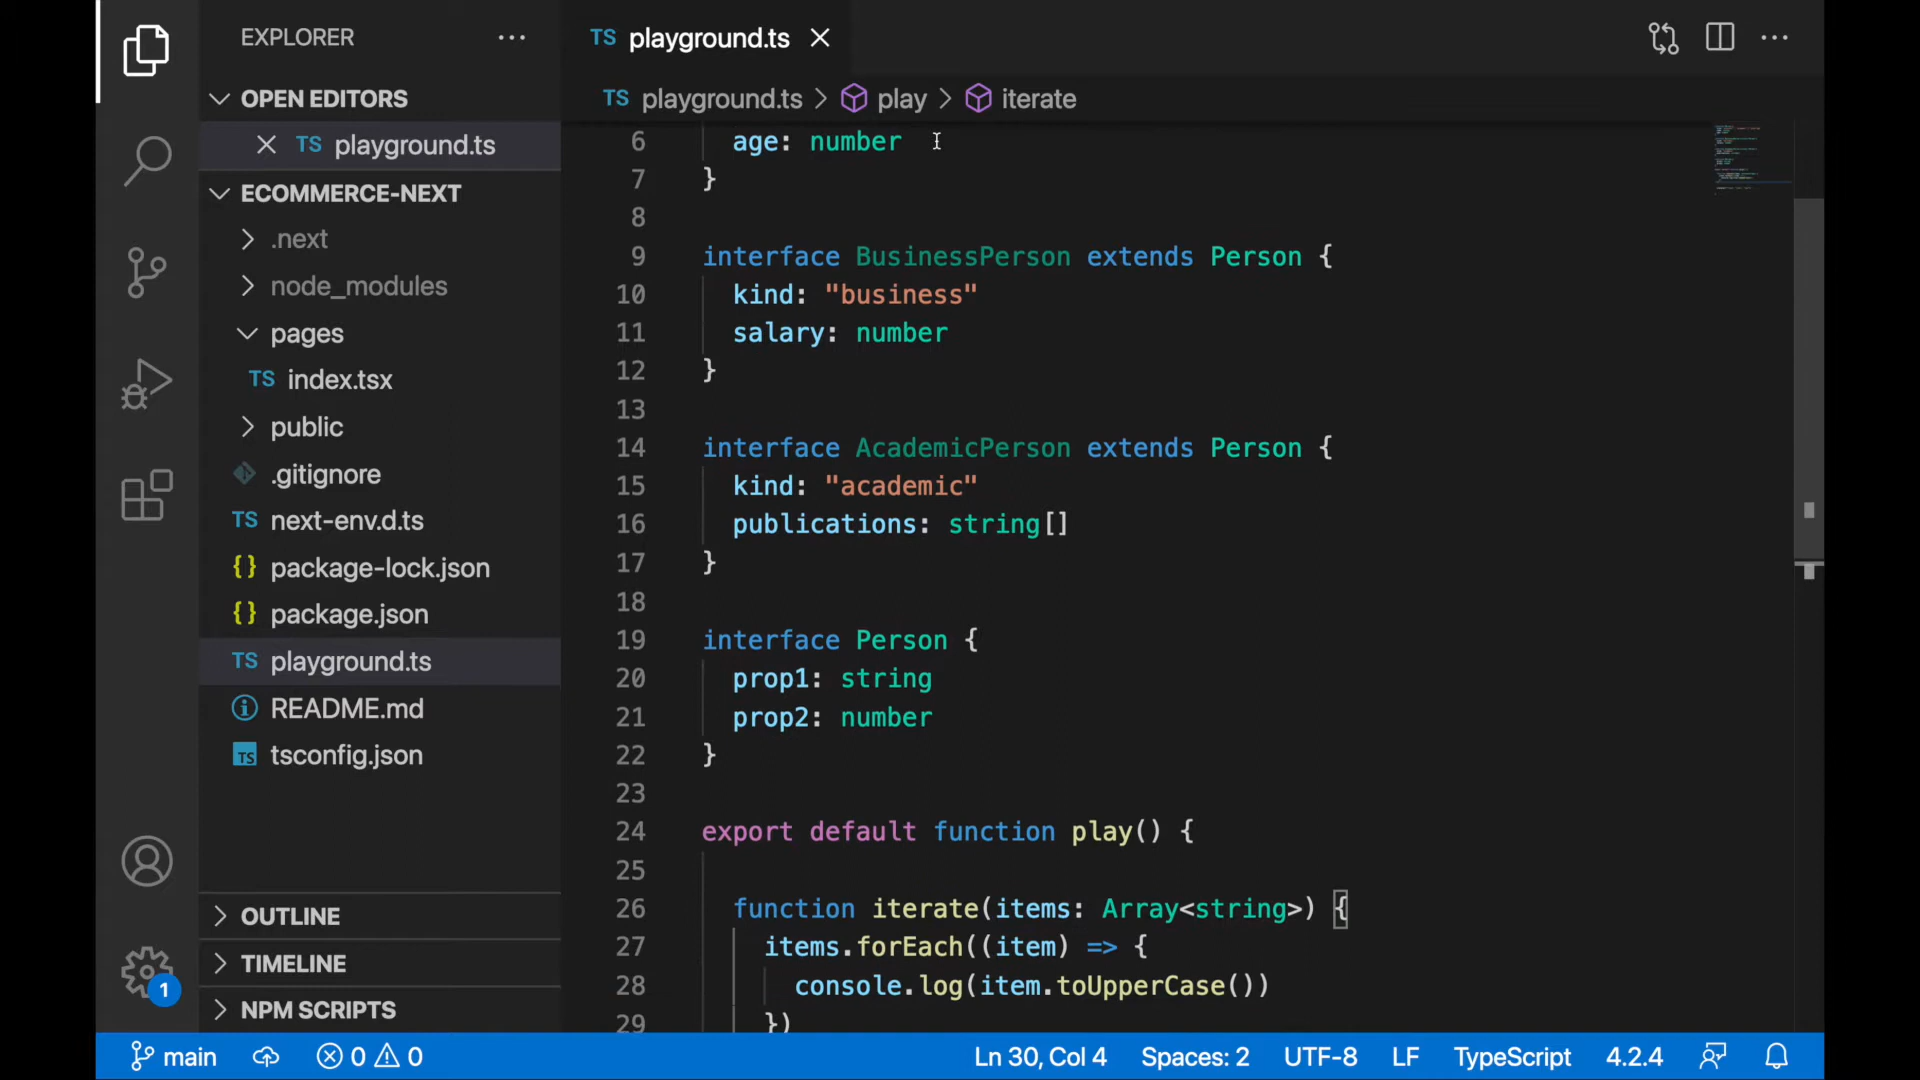 EXPLORER
OPEN EDITORS
TS playground.ts
ECOMMERCE-NEXT
.next
node_modules
pages
TS index.tsx
public
.gitignore
TS next-env.d.ts
{} package-lock.json
{} package.json
TS playground.ts
README.md
TS tsconfig.json
OUTLINE
TIMELINE
NPM SCRIPTS
1
TS playground.ts
TS playground.ts > play > iterate
6 age: number
7 }
8
9 interface BusinessPerson extends Person {
10 kind: "business"
11 salary: number
12 }
13
14 interface AcademicPerson extends Person {
15 kind: "academic"
16 publications: string[]
17 }
18
19 interface Person {
20 prop1: string
21 prop2: number
22 }
23
24 export default function play() {
25
26 function iterate(items: Array<string>) {
27 items.forEach((item) => {
28 console.log(item.toUpperCase())
29 })
main 0 0 Ln 30, Col 4 Spaces: 2 UTF-8 LF TypeScript 4.2.4